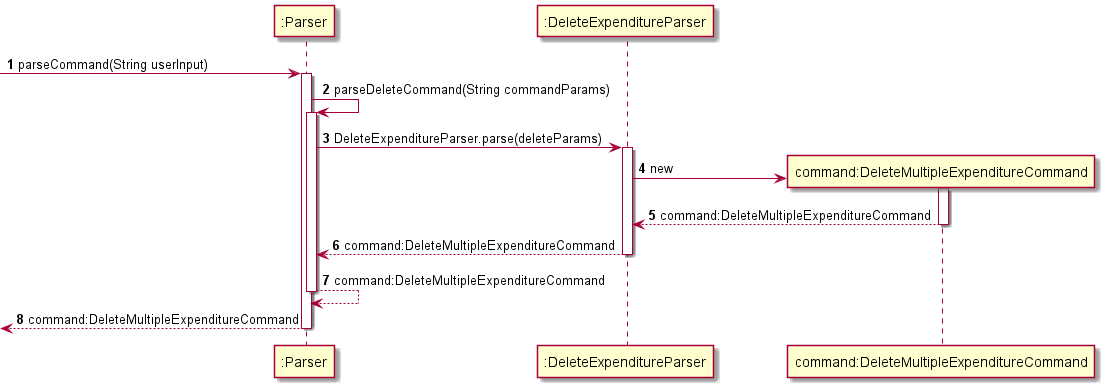 :Parser
:DeleteExpenditureParser
1 parseCommand(String userInput)
2 parseDeleteCommand(String commandParams)
3 DeleteExpenditureParser.parse(deleteParams)
4 new
command:DeleteMultipleExpenditureCommand
5 command:DeleteMultipleExpenditureCommand
6 command:DeleteMultipleExpenditureCommand
7 command:DeleteMultipleExpenditureCommand
8 command:DeleteMultipleExpenditureCommand
:Parser
:DeleteExpenditureParser
command:DeleteMultipleExpenditureCommand